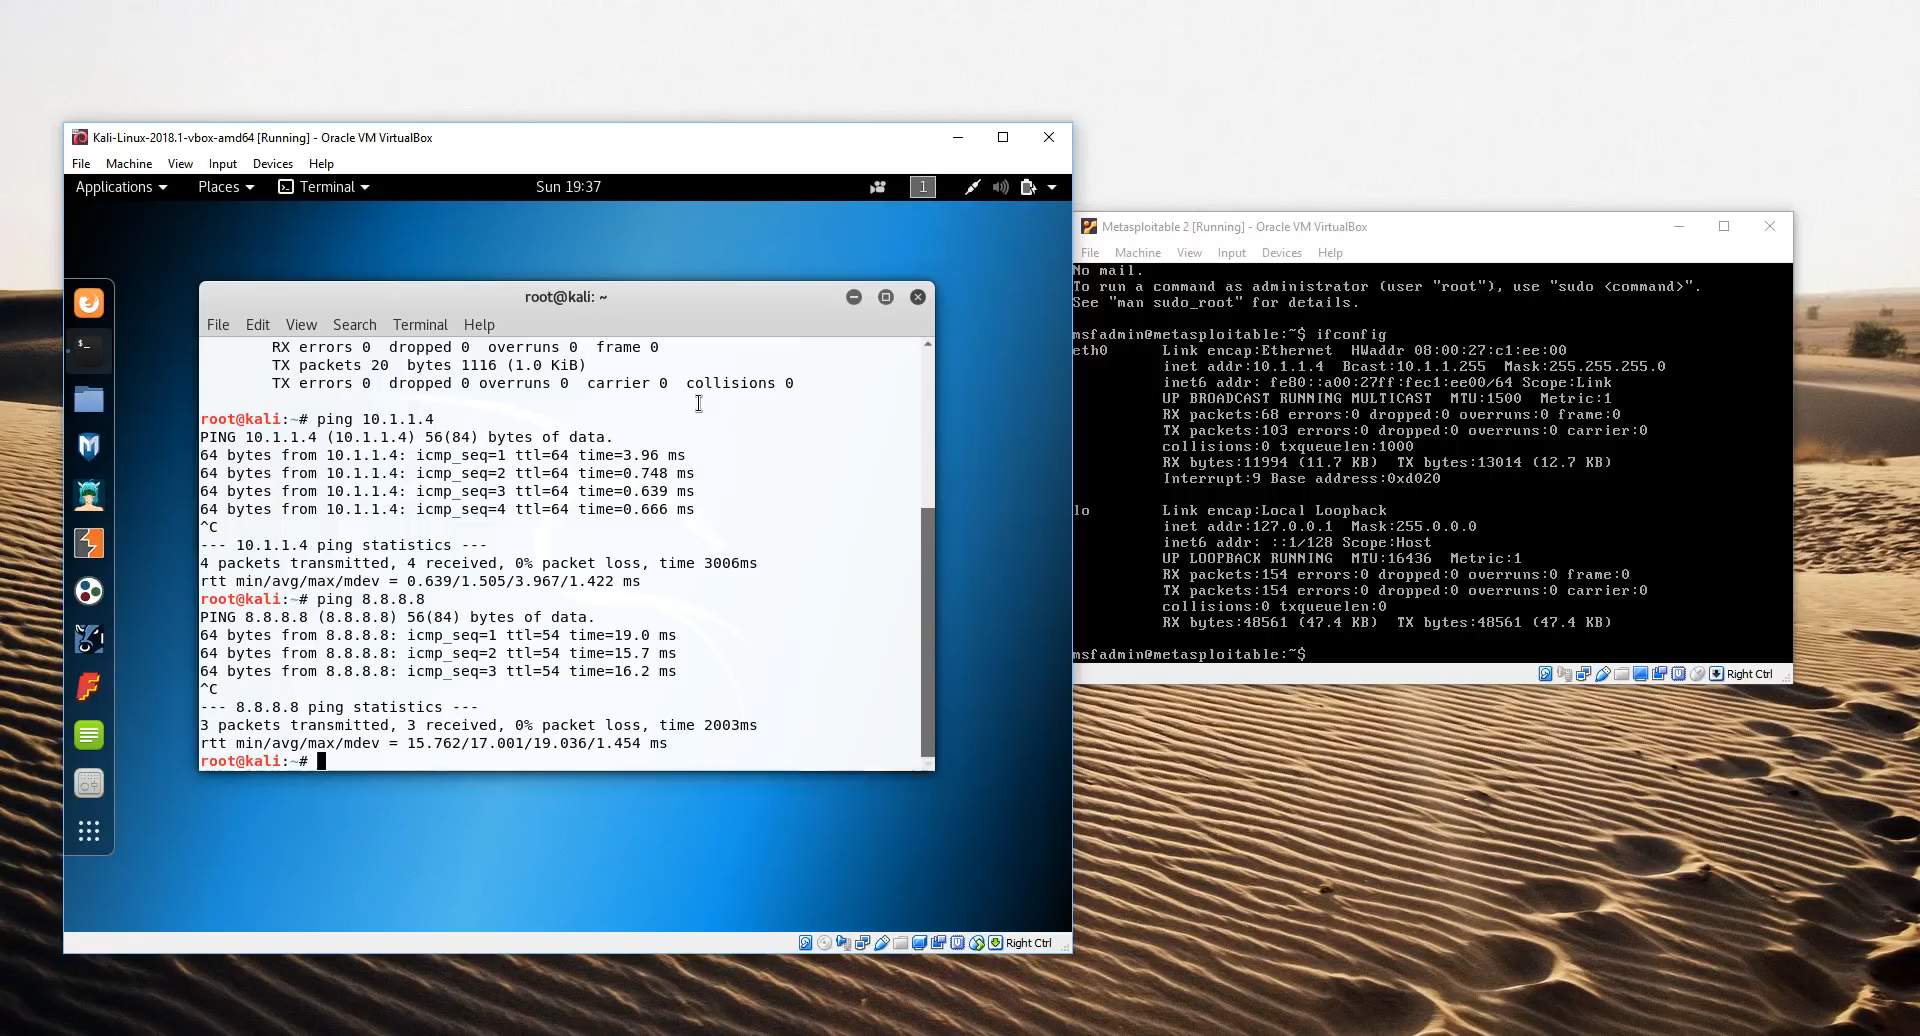 Kali-Linux-2018.1-vbox-amd64 [Running] - Oracle VM VirtualBox
File Machine View Input Devices Help
Applications Places Terminal Sun 19:37 1
root@kali: ~
File Edit View Search Terminal Help
RX errors 0 dropped 0 overruns 0 frame 0
TX packets 20 bytes 1116 (1.0 KiB)
TX errors 0 dropped 0 overruns 0 carrier 0 collisions 0
root@kali:~# ping 10.1.1.4
PING 10.1.1.4 (10.1.1.4) 56(84) bytes of data.
64 bytes from 10.1.1.4: icmp_seq=1 ttl=64 time=3.96 ms
64 bytes from 10.1.1.4: icmp_seq=2 ttl=64 time=0.748 ms
64 bytes from 10.1.1.4: icmp_seq=3 ttl=64 time=0.639 ms
64 bytes from 10.1.1.4: icmp_seq=4 ttl=64 time=0.666 ms
^C
--- 10.1.1.4 ping statistics ---
4 packets transmitted, 4 received, 0% packet loss, time 3006ms
rtt min/avg/max/mdev = 0.639/1.505/3.967/1.422 ms
root@kali:~# ping 8.8.8.8
PING 8.8.8.8 (8.8.8.8) 56(84) bytes of data.
64 bytes from 8.8.8.8: icmp_seq=1 ttl=54 time=19.0 ms
64 bytes from 8.8.8.8: icmp_seq=2 ttl=54 time=15.7 ms
64 bytes from 8.8.8.8: icmp_seq=3 ttl=54 time=16.2 ms
^C
--- 8.8.8.8 ping statistics ---
3 packets transmitted, 3 received, 0% packet loss, time 2003ms
rtt min/avg/max/mdev = 15.762/17.001/19.036/1.454 ms
root@kali:~#
Right Ctrl
Metasploitable 2 [Running] - Oracle VM VirtualBox
File Machine View Input Devices Help
No mail.
To run a command as administrator (user "root"), use "sudo <command>".
See "man sudo_root" for details.
msfadmin@metasploitable:~$ ifconfig
eth0 Link encap:Ethernet HWaddr 08:00:27:c1:ee:00
inet addr:10.1.1.4 Bcast:10.1.1.255 Mask:255.255.255.0
inet6 addr: fe80::a00:27ff:fec1:ee00/64 Scope:Link
UP BROADCAST RUNNING MULTICAST MTU:1500 Metric:1
RX packets:68 errors:0 dropped:0 overruns:0 frame:0
TX packets:103 errors:0 dropped:0 overruns:0 carrier:0
collisions:0 txqueuelen:1000
RX bytes:11994 (11.7 KB) TX bytes:13014 (12.7 KB)
Interrupt:9 Base address:0xd020
lo Link encap:Local Loopback
inet addr:127.0.0.1 Mask:255.0.0.0
inet6 addr: ::1/128 Scope:Host
UP LOOPBACK RUNNING MTU:16436 Metric:1
RX packets:154 errors:0 dropped:0 overruns:0 frame:0
TX packets:154 errors:0 dropped:0 overruns:0 carrier:0
collisions:0 txqueuelen:0
RX bytes:48561 (47.4 KB) TX bytes:48561 (47.4 KB)
msfadmin@metasploitable:~$
Right Ctrl